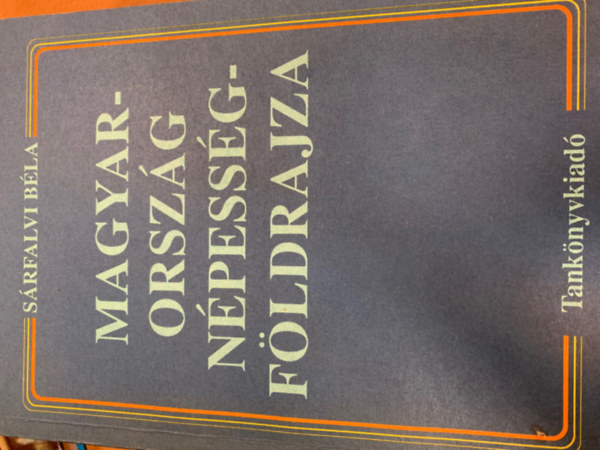 SÁRFALVI BÉLA
MAGYAR-
ORSZÁG
NÉPESSÉG-
FÖLDRAJZA
Tankönyvkiadó